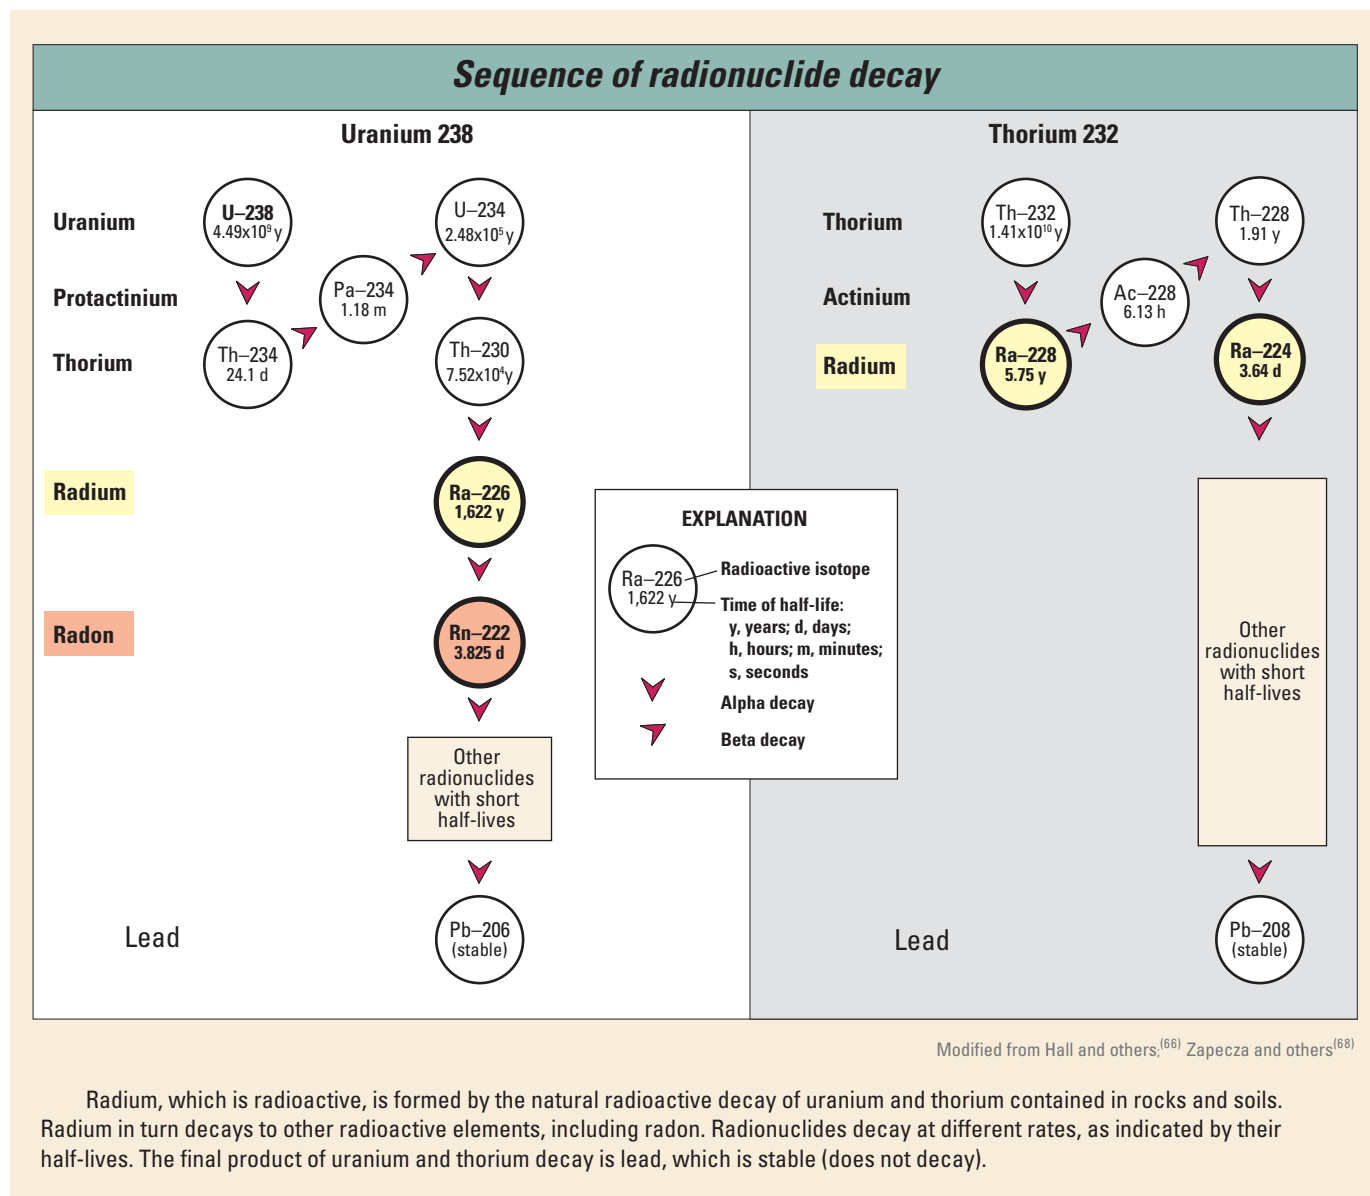 Sequence of radionuclide decay
Uranium 238
Uranium
U–238
4.49x10⁹ y
U–234
2.48x10⁵ y
Protactinium
Pa–234
1.18 m
Thorium
Th–234
24.1 d
Th–230
7.52x10⁴y
Radium
Ra–226
1,622 y
Radon
Rn–222
3.825 d
Other
radionuclides
with short
half-lives
Lead
Pb–206
(stable)
Thorium 232
Thorium
Th–232
1.41x10¹⁰ y
Th–228
1.91 y
Actinium
Ac–228
6.13 h
Radium
Ra–228
5.75 y
Ra–224
3.64 d
Other
radionuclides
with short
half-lives
Lead
Pb–208
(stable)
EXPLANATION
Ra–226
1,622 y
Radioactive isotope
Time of half-life:
y, years; d, days;
h, hours; m, minutes;
s, seconds
Alpha decay
Beta decay
Modified from Hall and others;⁽⁶⁶⁾ Zapecza and others⁽⁶⁸⁾
Radium, which is radioactive, is formed by the natural radioactive decay of uranium and thorium contained in rocks and soils.
Radium in turn decays to other radioactive elements, including radon. Radionuclides decay at different rates, as indicated by their
half-lives. The final product of uranium and thorium decay is lead, which is stable (does not decay).